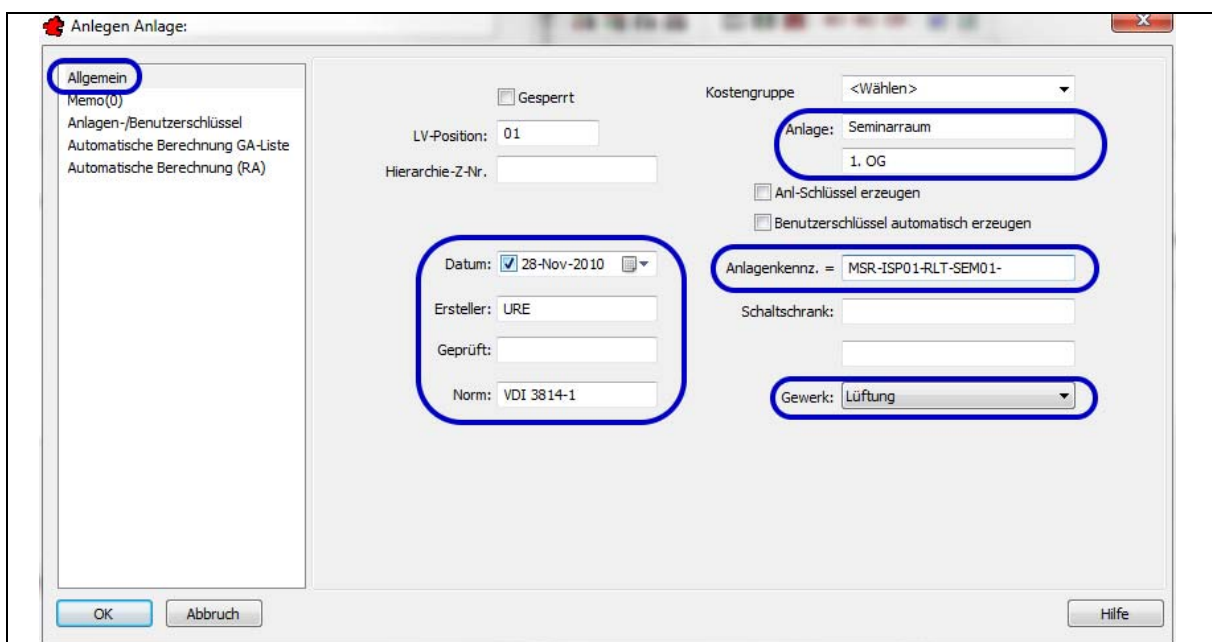 Anlegen Anlage:
Allgemein
Memo(0)
Anlagen-/Benutzerschlüssel
Automatische Berechnung GA-Liste
Automatische Berechnung (RA)
Gesperrt
LV-Position: 01
Hierarchie-Z-Nr.
Datum: 28-Nov-2010
Ersteller: URE
Geprüft:
Norm: VDI 3814-1
Kostengruppe <Wählen>
Anlage: Seminarraum
1. OG
Anl-Schlüssel erzeugen
Benutzerschlüssel automatisch erzeugen
Anlagenkennz. = MSR-ISP01-RLT-SEM01-
Schaltschrank:
Gewerk: Lüftung
OK
Abbruch
Hilfe